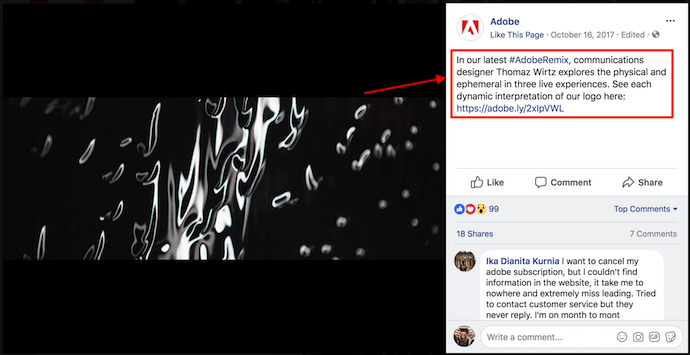 Adobe
Like This Page · October 16, 2017 · Edited ·
In our latest #AdobeRemix, communications
designer Thomaz Wirtz explores the physical and
ephemeral in three live experiences. See each
dynamic interpretation of our logo here:
https://adobe.ly/2xIpVWL
Like Comment Share
99 Top Comments
18 Shares 7 Comments
Ika Dianita Kurnia I want to cancel my
adobe subscription, but I couldn't find
information in the website, it take me to
nowhere and extremely miss leading. Tried
to contact customer service but they
never reply. I'm on month to mont
Write a comment...
GIF